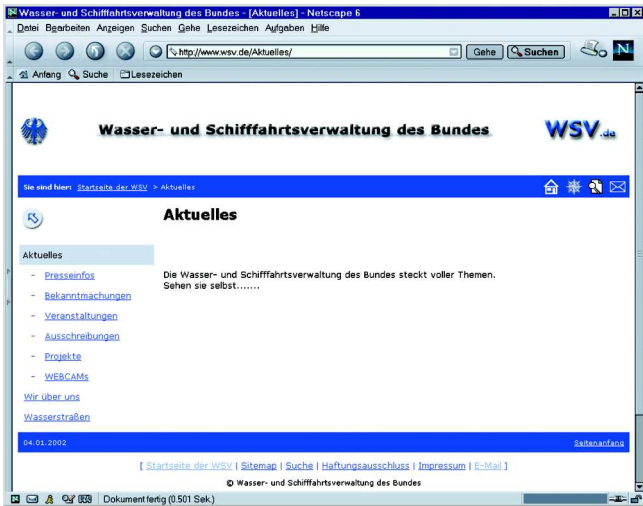 Wasser- und Schifffahrtsverwaltung des Bundes - [Aktuelles] - Netscape 6
Datei Bearbeiten Anzeigen Suchen Gehe Lesezeichen Aufgaben Hilfe
http://www.wsv.de/Aktuelles/ Gehe Suchen N
Anfang Suche Lesezeichen
Wasser- und Schifffahrtsverwaltung des Bundes WSV.de
Sie sind hier: Startseite der WSV > Aktuelles
Aktuelles
Aktuelles
- Presseinfos
Die Wasser- und Schifffahrtsverwaltung des Bundes steckt voller Themen.
Sehen sie selbst.......
- Bekanntmachungen
- Veranstaltungen
- Ausschreibungen
- Projekte
- WEBCAMs
Wir über uns
Wasserstraßen
04.01.2002 Seitenanfang
[ Startseite der WSV | Sitemap | Suche | Haftungsausschluss | Impressum | E-Mail ]
© Wasser- und Schifffahrtsverwaltung des Bundes
Dokument fertig (0.501 Sek.)